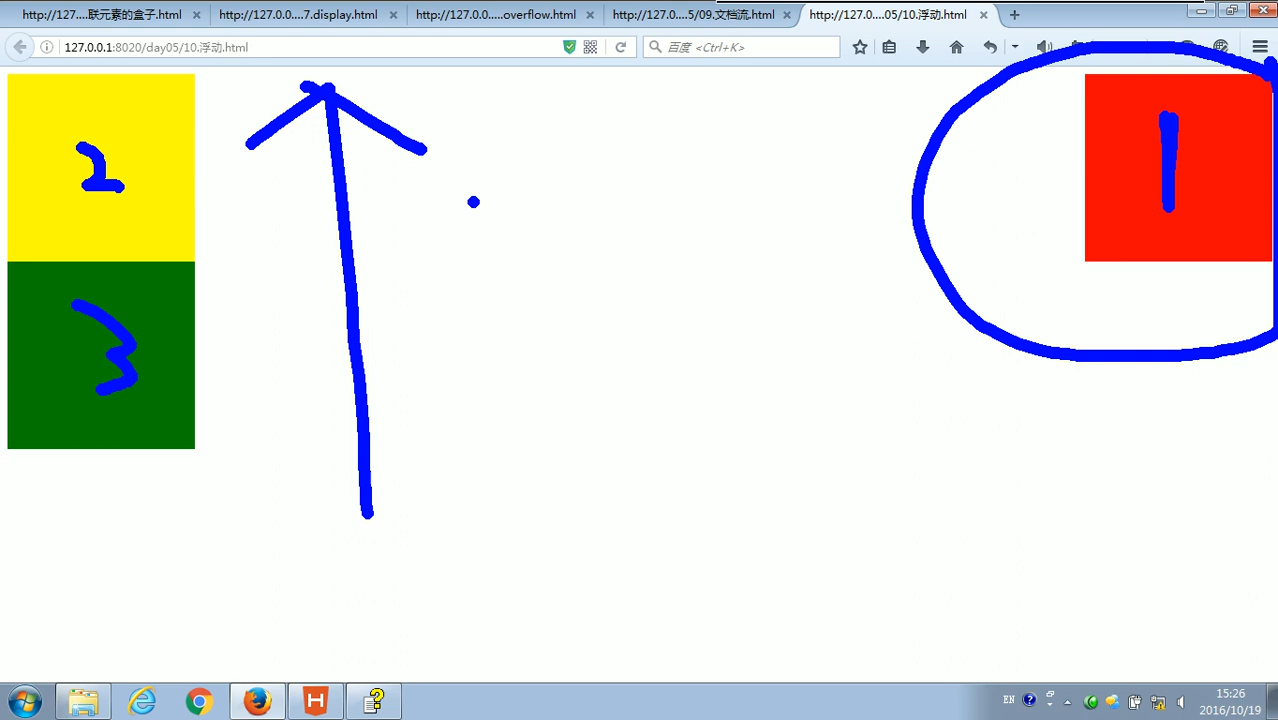 http://127....联元素的盒子.html
http://127.0.0....7.display.html
http://127.0.0.....overflow.html
http://127.0....5/09.文档流.html
http://127.0....05/10.浮动.html
127.0.0.1:8020/day05/10.浮动.html
百度 <Ctrl+K>
2
1
3
EN
15:26
2016/10/19